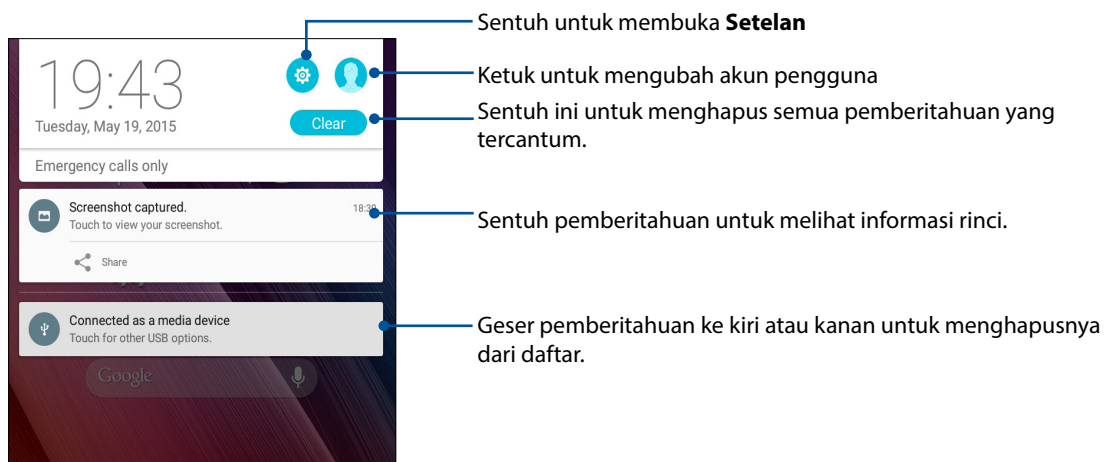 Sentuh untuk membuka Setelan
19:43
Ketuk untuk mengubah akun pengguna
Tuesday, May 19, 2015
Clear
Sentuh ini untuk menghapus semua pemberitahuan yang
tercantum.
Emergency calls only
Screenshot captured.
18:39
Touch to view your screenshot.
Sentuh pemberitahuan untuk melihat informasi rinci.
Share
Connected as a media device
Touch for other USB options.
Geser pemberitahuan ke kiri atau kanan untuk menghapusnya
dari daftar.
Google